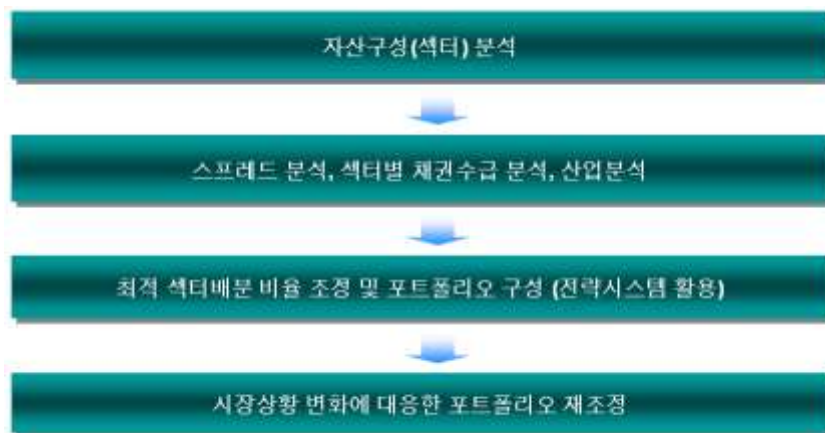 자산구성(섹터) 분석
스프레드 분석, 섹터별 채권수급 분석, 산업분석
최적 섹터배분 비율 조정 및 포트폴리오 구성 (전략시스템 활용)
시장상황 변화에 대응한 포트폴리오 재조정